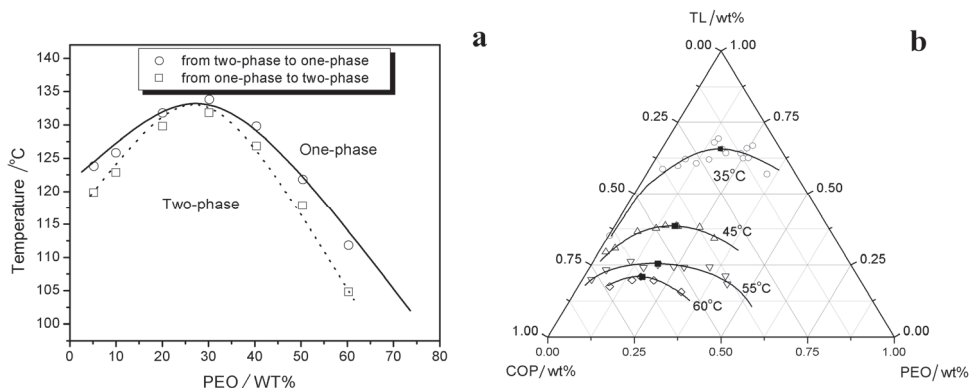 a
from two-phase to one-phase
from one-phase to two-phase
140
135
130
125
120
115
110
105
100
Temperature /°C
One-phase
Two-phase
0 10 20 30 40 50 60 70 80
PEO / WT%
b
TL/wt%
0.00 1.00
0.25 0.75
35°C
0.50 0.50
45°C
0.75 0.25
55°C
60°C
1.00 0.00
0.00 0.25 0.50 0.75 1.00
COP/wt% PEO/wt%